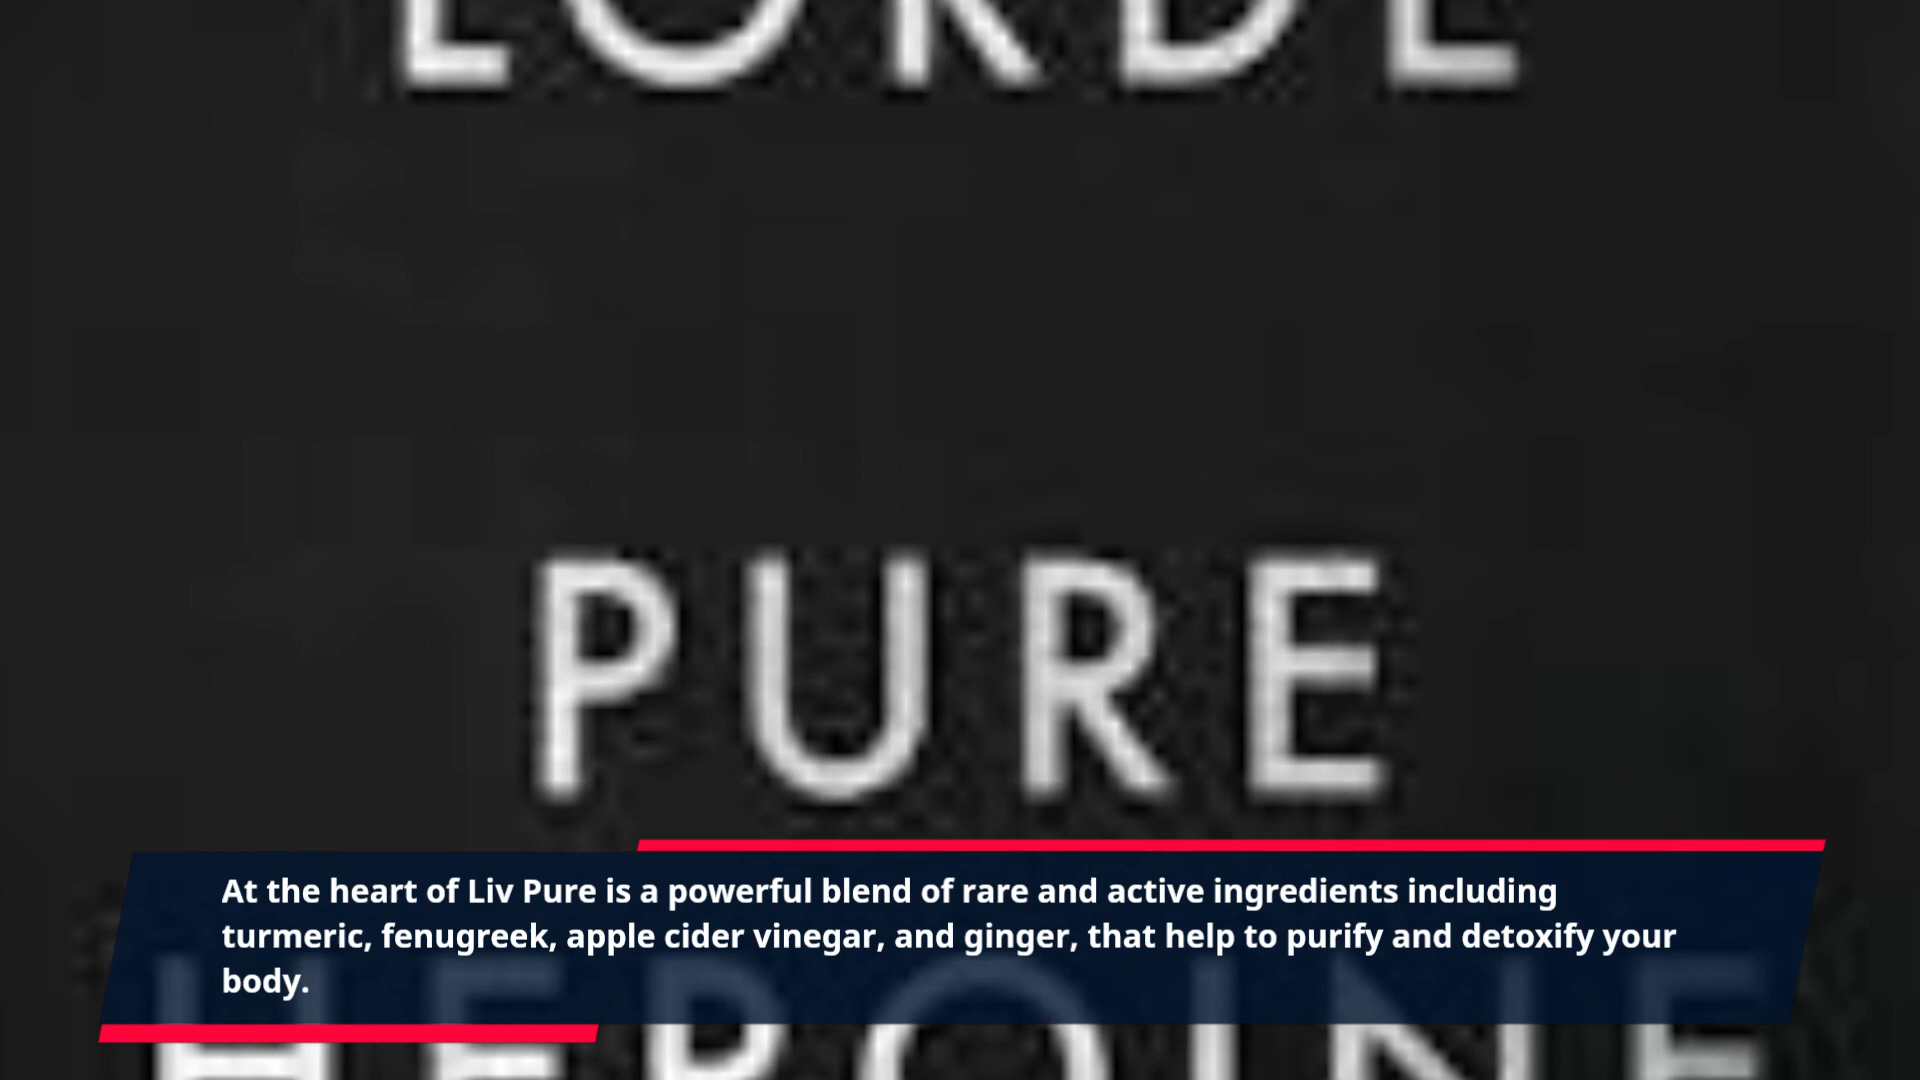 LORDE
PURE
At the heart of Liv Pure is a powerful blend of rare and active ingredients including
turmeric, fenugreek, apple cider vinegar, and ginger, that help to purify and detoxify your
body.
HEROINE